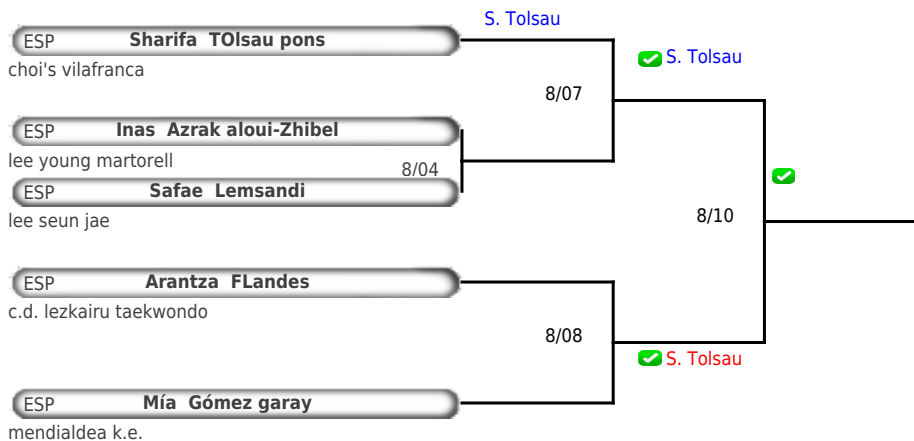 S. Tolsau
ESP Sharifa TOlsau pons
choi's vilafranca
S. Tolsau
8/07
ESP Inas Azrak aloui-Zhibel
lee young martorell
8/04
ESP Safae Lemsandi
lee seun jae
8/10
ESP Arantza FLandes
c.d. lezkairu taekwondo
8/08
S. Tolsau
ESP Mía Gómez garay
mendialdea k.e.